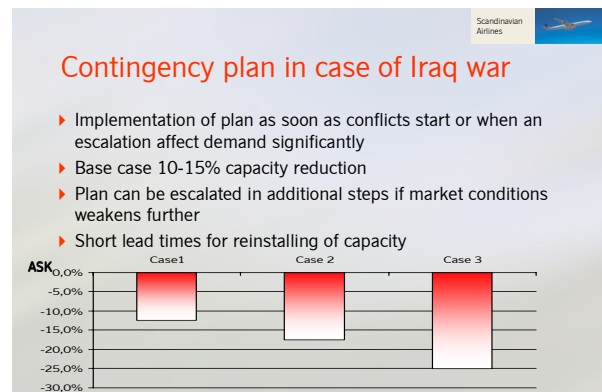 Scandinavian
Airlines
Contingency plan in case of Iraq war
Implementation of plan as soon as conflicts start or when an
escalation affect demand significantly
Base case 10-15% capacity reduction
Plan can be escalated in additional steps if market conditions
weakens further
Short lead times for reinstalling of capacity
ASK
Case1 Case 2 Case 3
0,0%
-5,0%
-10,0%
-15,0%
-20,0%
-25,0%
-30,0%